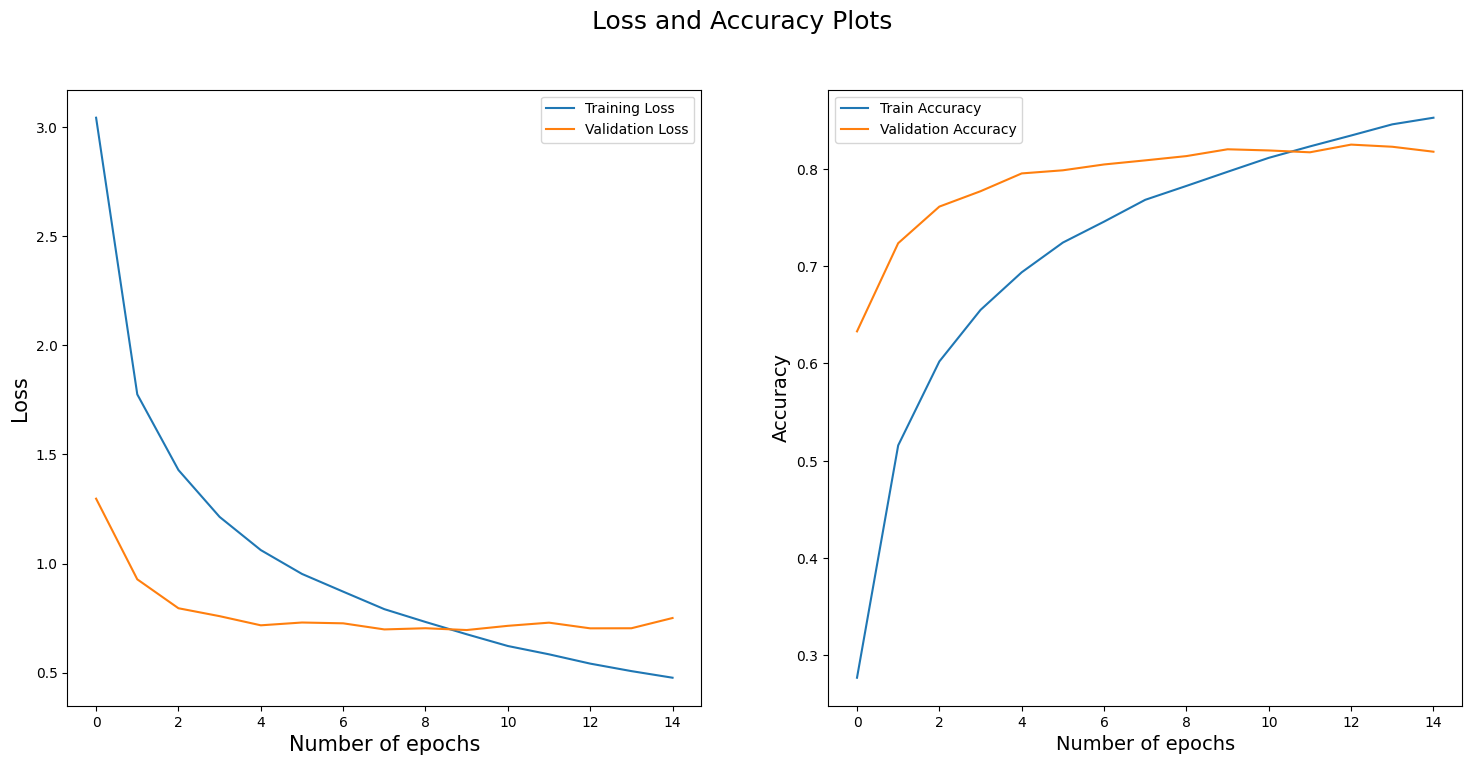 Loss and Accuracy Plots
Training Loss
Validation Loss
3.0
2.5
2.0
1.5
1.0
0.5
Loss
0 2 4 6 8 10 12 14
Number of epochs
Train Accuracy
Validation Accuracy
0.8
0.7
0.6
0.5
0.4
0.3
Accuracy
0 2 4 6 8 10 12 14
Number of epochs